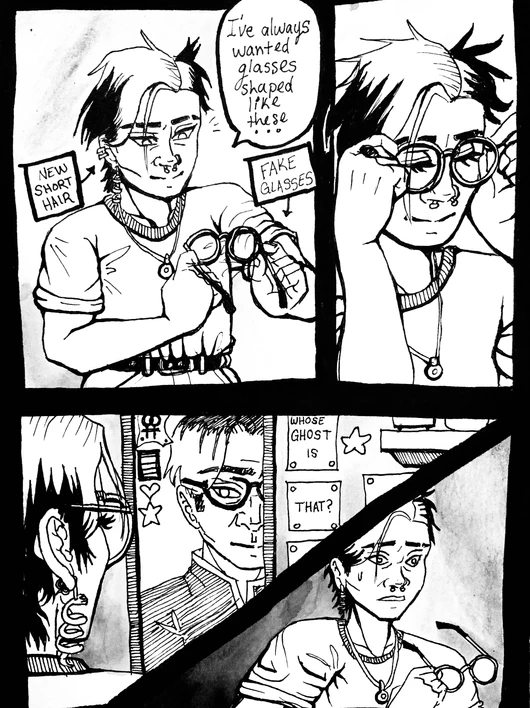 I've always
wanted
glasses
shaped
like
these
...
NEW
SHORT
HAIR
FAKE
GLASSES
WHOSE
GHOST
IS
THAT?